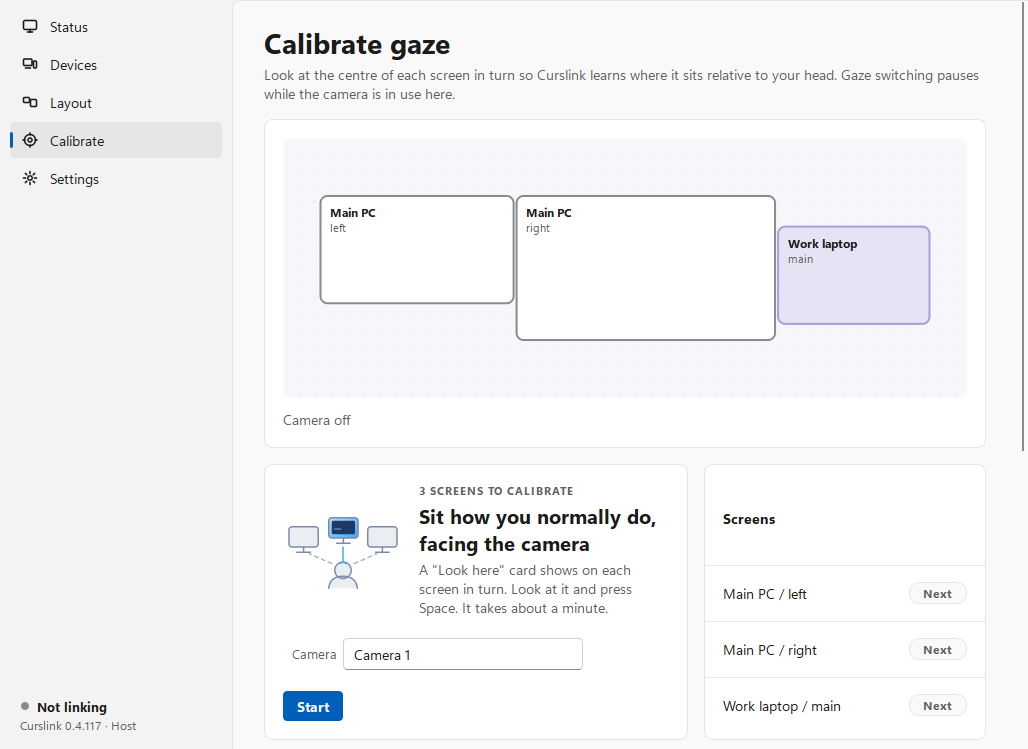 Status
Devices
Layout
Calibrate
Settings
Not linking
Curslink 0.4.117 · Host
Calibrate gaze
Look at the centre of each screen in turn so Curslink learns where it sits relative to your head. Gaze switching pauses
while the camera is in use here.
Main PC
left
Main PC
right
Work laptop
main
Camera off
3 SCREENS TO CALIBRATE
Sit how you normally do,
facing the camera
A "Look here" card shows on each
screen in turn. Look at it and press
Space. It takes about a minute.
Camera
Camera 1
Start
Screens
Main PC / left
Next
Main PC / right
Next
Work laptop / main
Next